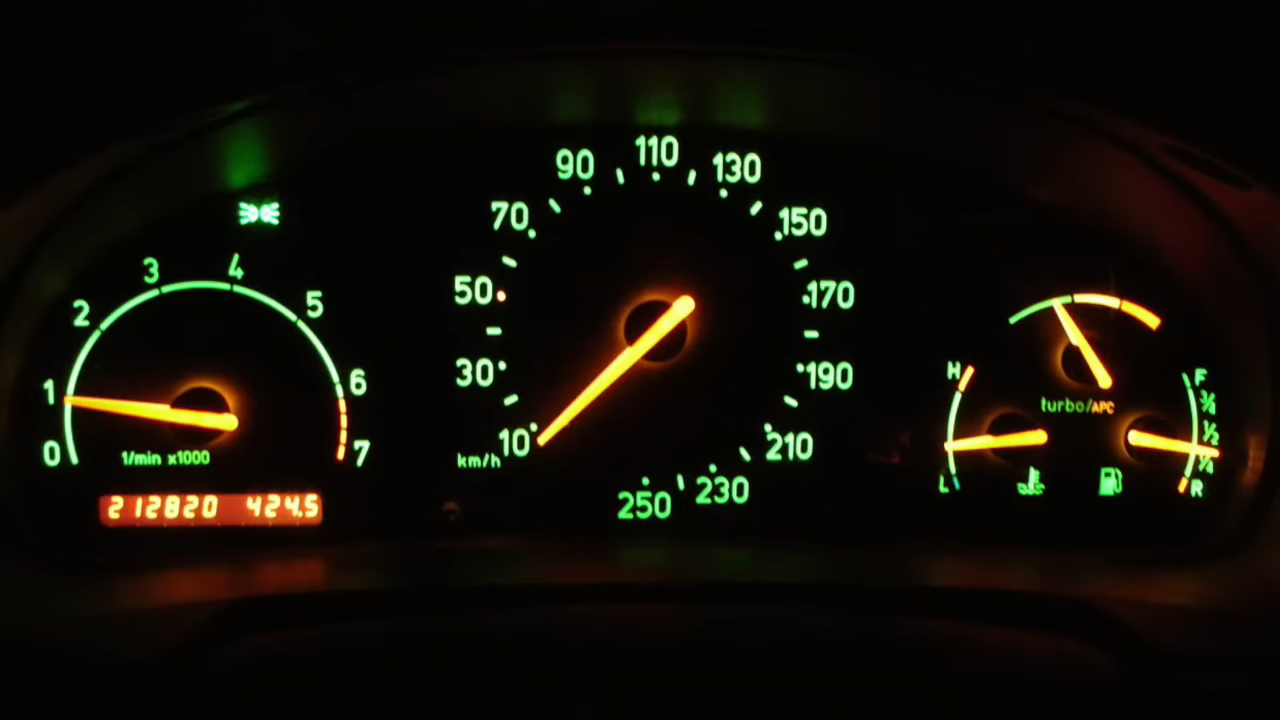 0 1 2 3 4 5 6 7
1/min x1000
212820 424.5
10 30 50 70 90 110 130 150 170 190 210 230 250
km/h
turbo/APC
H
L
F
¾
½
¼
R